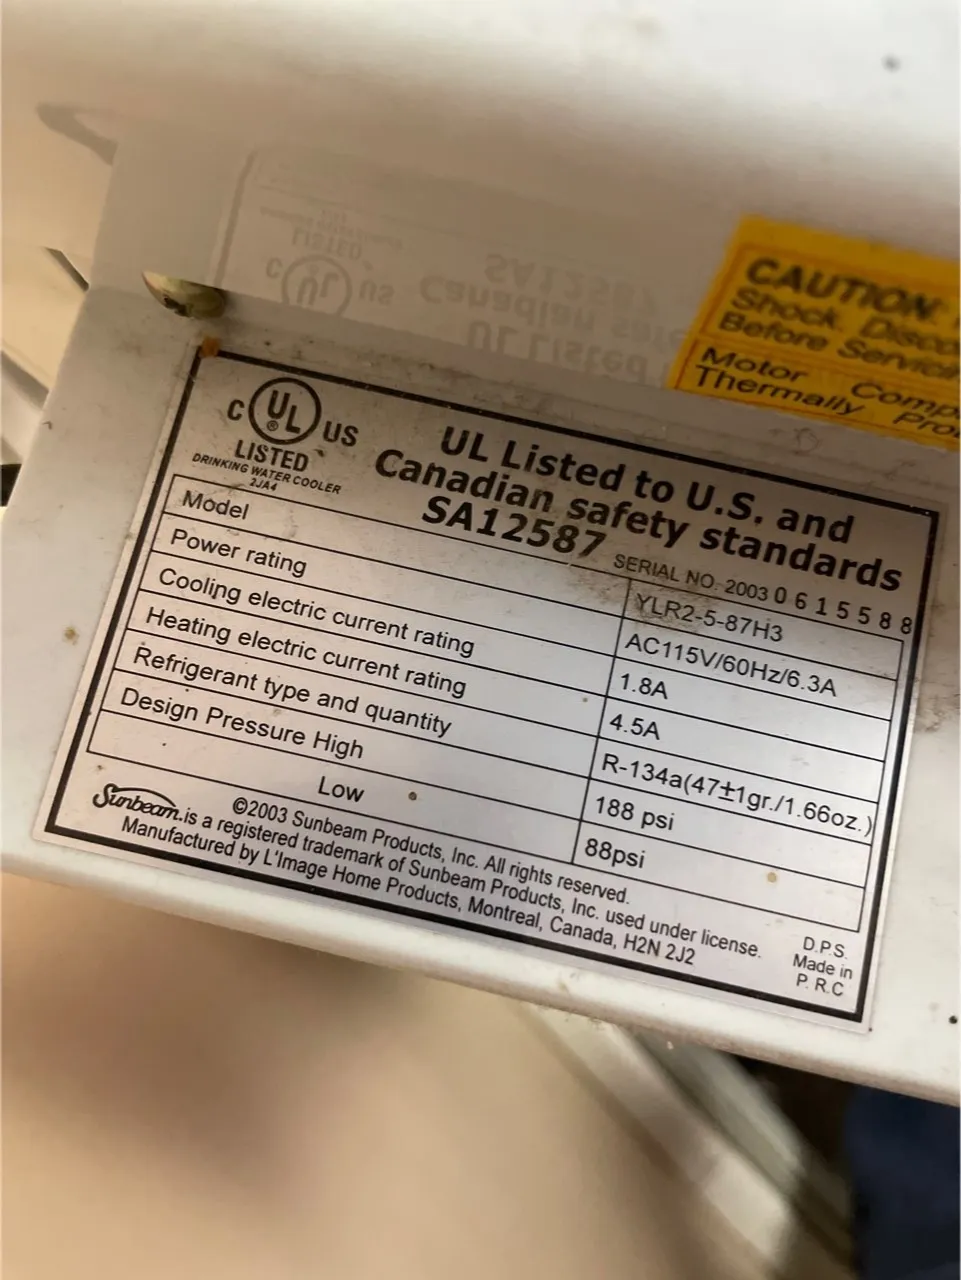 CAUTION:
Shock. Disco
Before Servicin
Motor Comp
Thermally Pro
C UL® US
LISTED
DRINKING WATER COOLER
2JA4
UL Listed to U.S. and
Canadian safety standards
SA12587
SERIAL NO. 2003 0 6 1 5 5 8 8
Model YLR2-5-87H3
Power rating AC115V/60Hz/6.3A
Cooling electric current rating 1.8A
Heating electric current rating 4.5A
Refrigerant type and quantity R-134a(47±1gr./1.66oz.)
Design Pressure High 188 psi
Low 88psi
©2003 Sunbeam Products, Inc. All rights reserved.
Sunbeam. is a registered trademark of Sunbeam Products, Inc. used under license.
Manufactured by L'Image Home Products, Montreal, Canada, H2N 2J2
D.P.S.
Made in
P. R.C